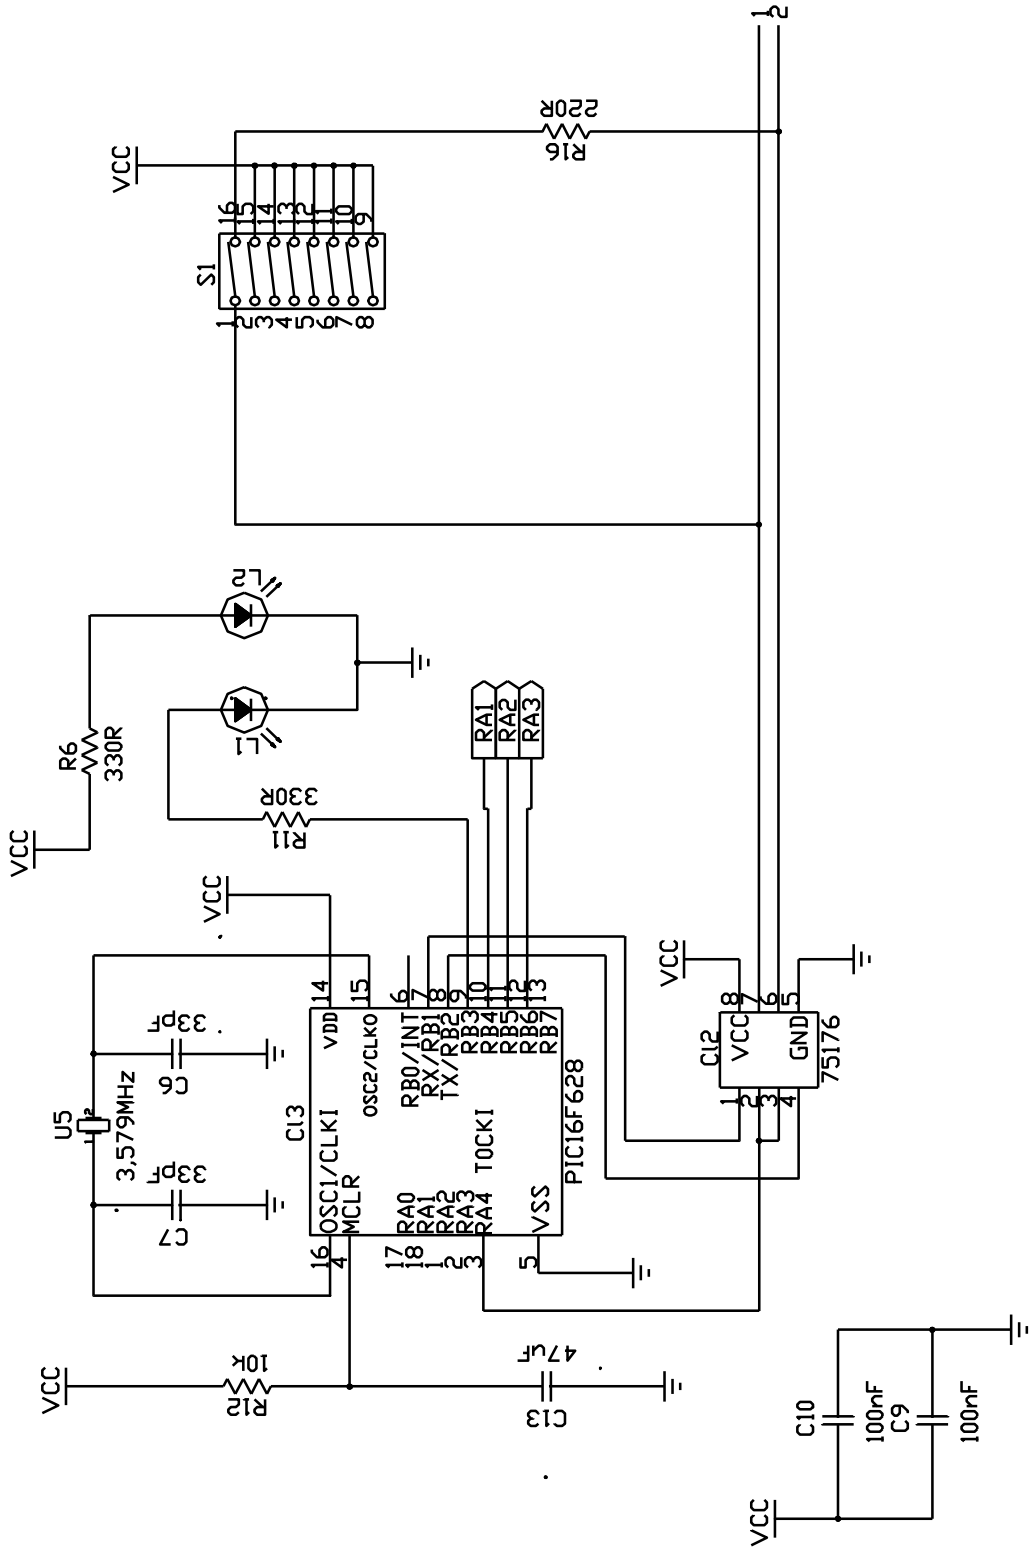 1
2
220R
R16
VCC
16
15
14
13
12
11
10
9
S1
1
2
3
4
5
6
7
8
L2
L1
R6
330R
VCC
330R
R11
RA1
RA2
RA3
VCC
14
15
6
7
8
9
10
11
12
13
VDD
OSC2/CLKO
RB0/INT
RX/RB1
TX/RB2
RB3
RB4
RB5
RB6
RB7
CI3
PIC16F628
TOCKI
OSC1/CLKI
MCLR
RA0
RA1
RA2
RA3
RA4
VSS
16
4
17
18
1
2
3
5
33pF
C6
U5
1
2
3,579MHz
33pF
C7
VCC
8
7
6
5
CI2
VCC
GND
75176
1
2
3
4
VCC
10k
R12
47uF
C13
C10
100nF
C9
100nF
VCC